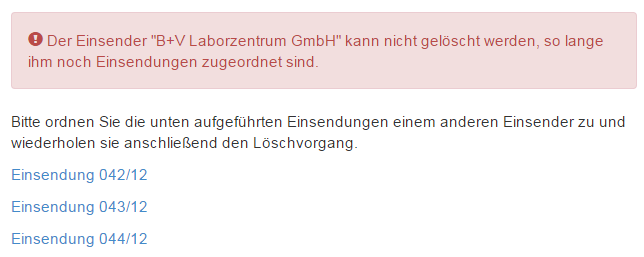 Der Einsender "B+V Laborzentrum GmbH" kann nicht gelöscht werden, so lange
ihm noch Einsendungen zugeordnet sind.
Bitte ordnen Sie die unten aufgeführten Einsendungen einem anderen Einsender zu und
wiederholen sie anschließend den Löschvorgang.
Einsendung 042/12
Einsendung 043/12
Einsendung 044/12